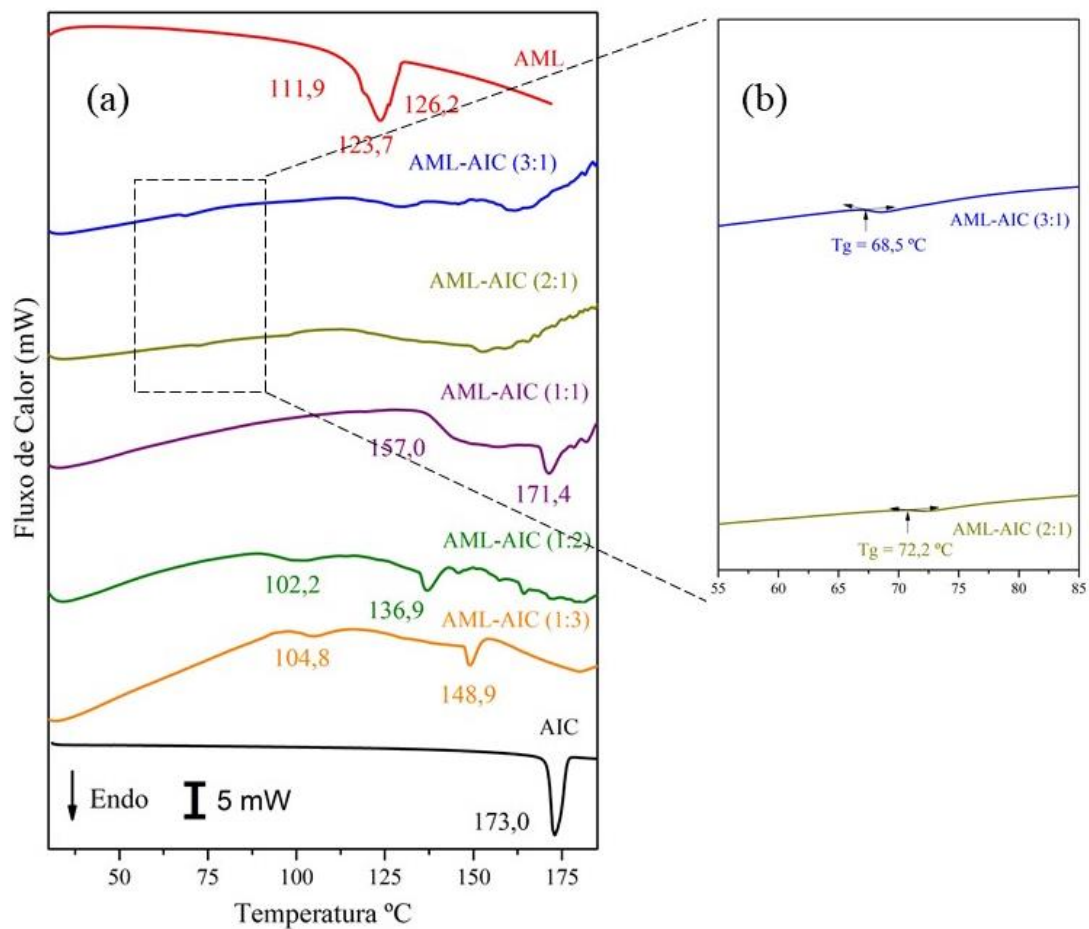 (a)
AML
111,9
126,2
123,7
AML-AIC (3:1)
AML-AIC (2:1)
AML-AIC (1:1)
157,0
171,4
AML-AIC (1:2)
102,2
136,9
AML-AIC (1:3)
104,8
148,9
AIC
Endo
5 mW
173,0
50 75 100 125 150 175
Temperatura ºC
Fluxo de Calor (mW)
(b)
AML-AIC (3:1)
Tg = 68,5 ºC
AML-AIC (2:1)
Tg = 72,2 ºC
55 60 65 70 75 80 85